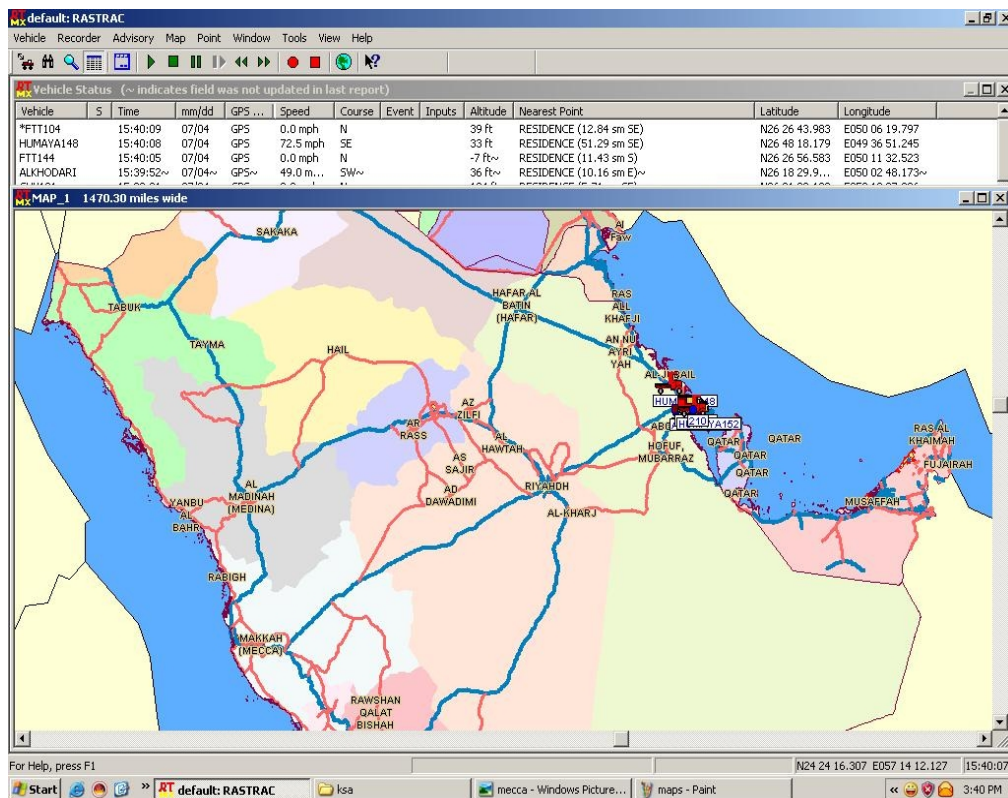 default: RASTRAC
Vehicle Recorder Advisory Map Point Window Tools View Help
Vehicle Status (~ indicates field was not updated in last report)
Vehicle S Time mm/dd GPS ... Speed Course Event Inputs Altitude Nearest Point Latitude Longitude
*FTT104 15:40:09 07/04 GPS 0.0 mph N 39 ft RESIDENCE (12.84 sm SE) N26 26 43.983 E050 06 19.797
HUMAYA148 15:40:08 07/04 GPS 72.5 mph SE 33 ft RESIDENCE (51.29 sm SE) N26 48 18.179 E049 36 51.245
FTT144 15:40:05 07/04 GPS 0.0 mph N -7 ft~ RESIDENCE (11.43 sm S) N26 26 56.583 E050 11 32.523
ALKHODARI 15:39:52~ 07/04~ GPS~ 49.0 m... SW~ 36 ft~ RESIDENCE (10.16 sm E)~ N26 18 29.9... E050 02 48.173~
MAP_1 1470.30 miles wide
Al Faw
SAKAKA
TABUK
HAFAR AL BATIN (HAFAR)
RAS ALL KHAFJI
TAYMA
HAIL
AN NU AYRI YAH
AL-JUBAIL
AZ ZILFI
210
AR RASS
AL HAWTAH
RAS AL KHAIMAH
QATAR
QATAR
HOFUF, MUBARRAZ
QATAR
QATAR
FUJAIRAH
AS SAJIR
AL MADINAH (MEDINA)
AD DAWADIMI
RIYAHDH
QATAR
MUSAFFAH
YANBU AL BAHR
AL-KHARJ
RABIGH
MAKKAH (MECCA)
RAWSHAN QALAT BISHAH
For Help, press F1
N24 24 16.307 E057 14 12.127 15:40:07
Start default: RASTRAC ksa mecca - Windows Picture... maps - Paint 3:40 PM